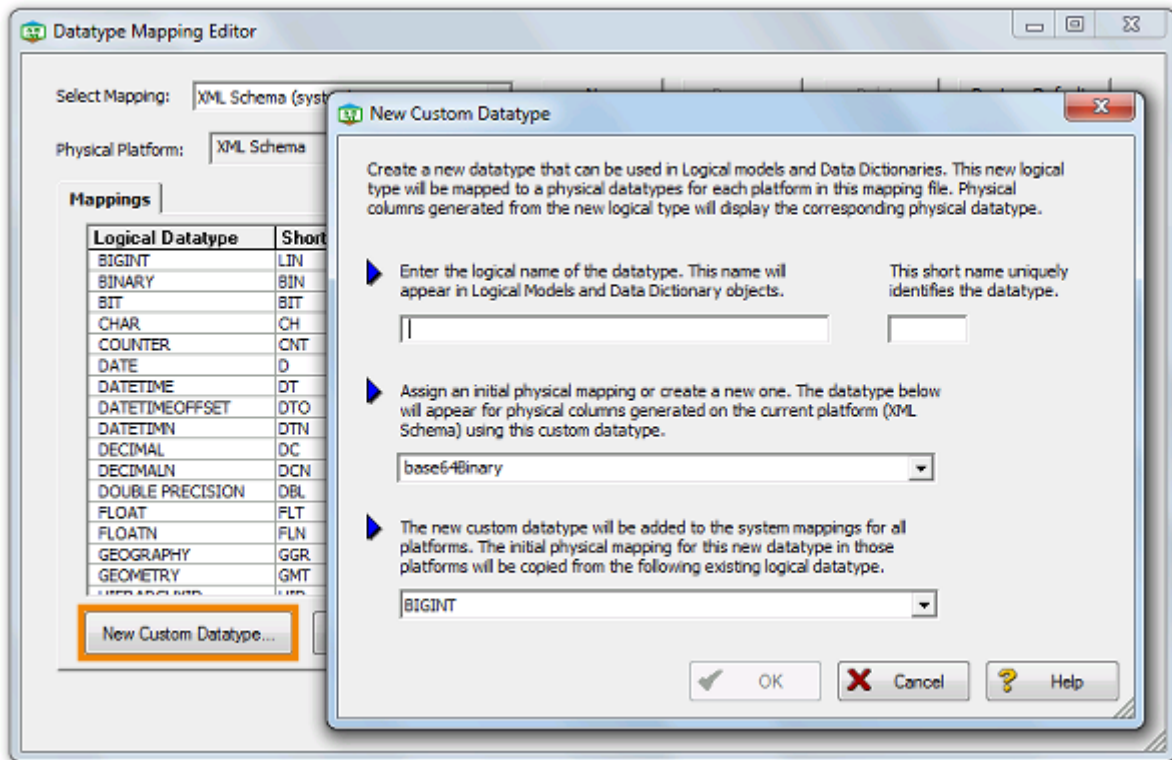 Datatype Mapping Editor
Select Mapping:
XML Schema (syst
Physical Platform:
XML Schema
Mappings
Logical Datatype Short
BIGINT LIN
BINARY BIN
BIT BIT
CHAR CH
COUNTER CNT
DATE D
DATETIME DT
DATETIMEOFFSET DTO
DATETIMN DTN
DECIMAL DC
DECIMALN DCN
DOUBLE PRECISION DBL
FLOAT FLT
FLOATN FLN
GEOGRAPHY GGR
GEOMETRY GMT
New Custom Datatype...
New Custom Datatype
Create a new datatype that can be used in Logical models and Data Dictionaries. This new logical
type will be mapped to a physical datatypes for each platform in this mapping file. Physical
columns generated from the new logical type will display the corresponding physical datatype.
Enter the logical name of the datatype. This name will
appear in Logical Models and Data Dictionary objects.
This short name uniquely
identifies the datatype.
Assign an initial physical mapping or create a new one. The datatype below
will appear for physical columns generated on the current platform (XML
Schema) using this custom datatype.
base64Binary
The new custom datatype will be added to the system mappings for all
platforms. The initial physical mapping for this new datatype in those
platforms will be copied from the following existing logical datatype.
BIGINT
OK
Cancel
Help